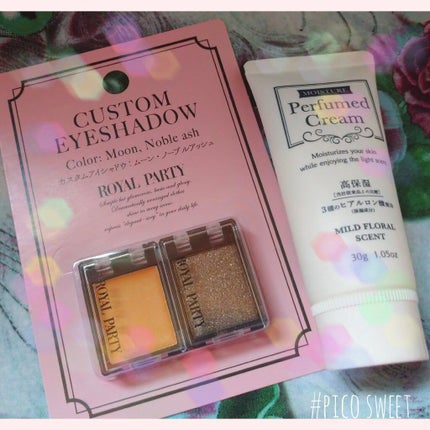 CUSTOM
EYESHADOW
Color: Moon, Noble ash
カスタムアイシャドウ:ムーン・ノーブルアッシュ
ROYAL PARTY
ROYAL PARTY
ROYAL PARTY
MOISTURE
Perfumed
Cream
Moisturizes your skin
while enjoying the light scent
高保湿
3種のヒアルロン酸
MILD FLORAL
SCENT
30g 1.05oz
#PICO SWEET